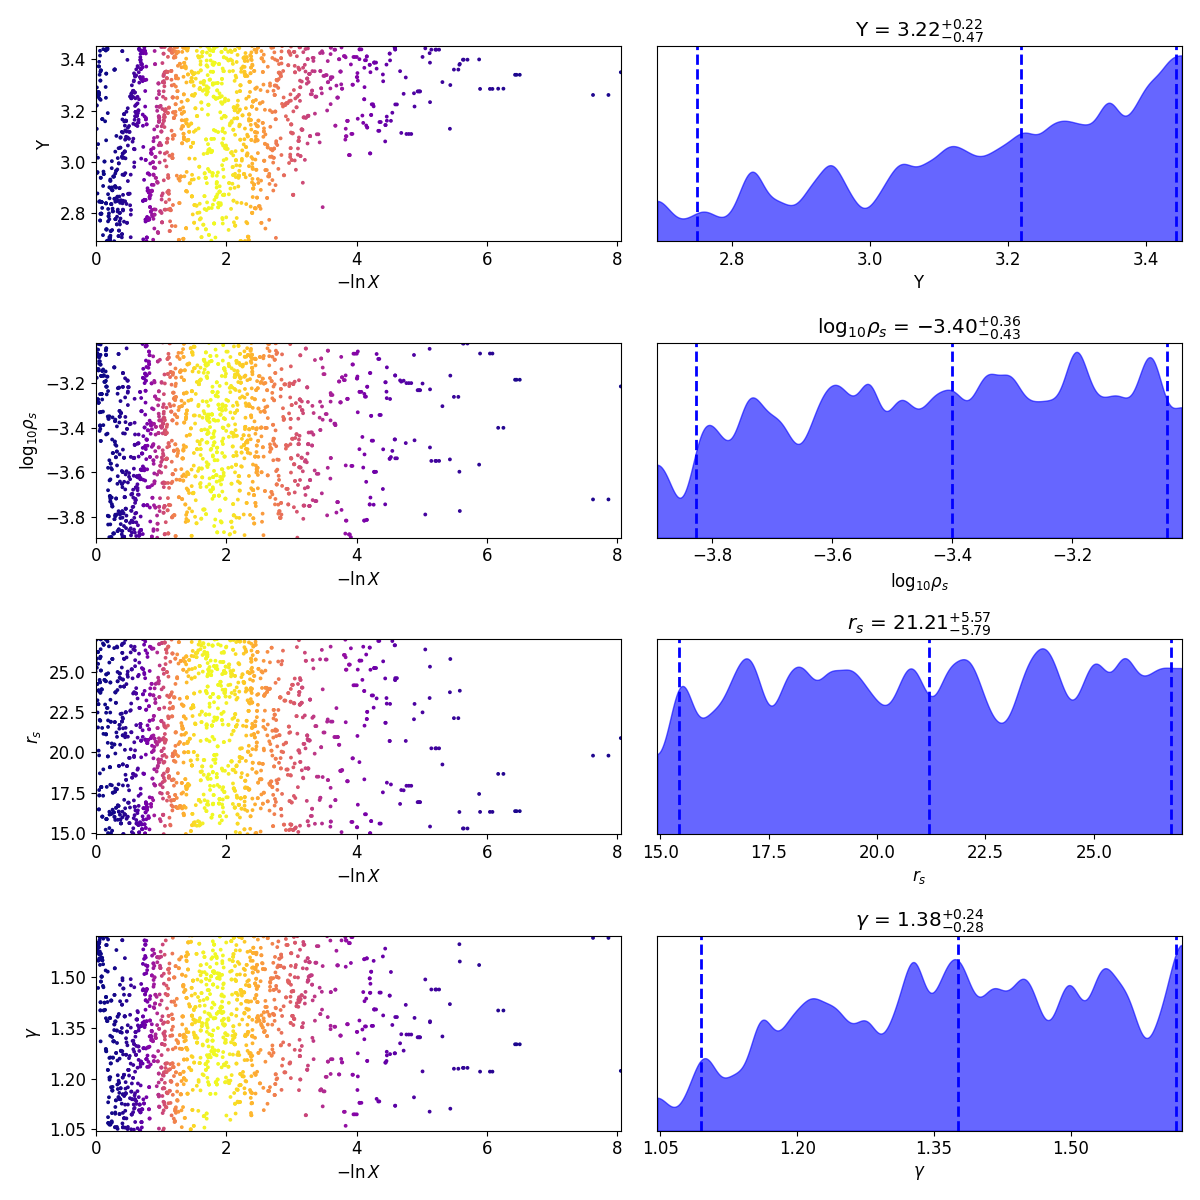 Y = 3.22^{+0.22}_{-0.47}
3.4
3.2
3.0
2.8
Y
0 2 4 6 8
−ln X
2.8 3.0 3.2 3.4
Y
log₁₀ρₛ = −3.40^{+0.36}_{-0.43}
−3.2
−3.4
−3.6
−3.8
log₁₀ρₛ
0 2 4 6 8
−ln X
−3.8 −3.6 −3.4 −3.2
log₁₀ρₛ
rₛ = 21.21^{+5.57}_{-5.79}
25.0
22.5
20.0
17.5
15.0
rₛ
0 2 4 6 8
−ln X
15.0 17.5 20.0 22.5 25.0
rₛ
γ = 1.38^{+0.24}_{-0.28}
1.50
1.35
1.20
1.05
γ
0 2 4 6 8
−ln X
1.05 1.20 1.35 1.50
γ